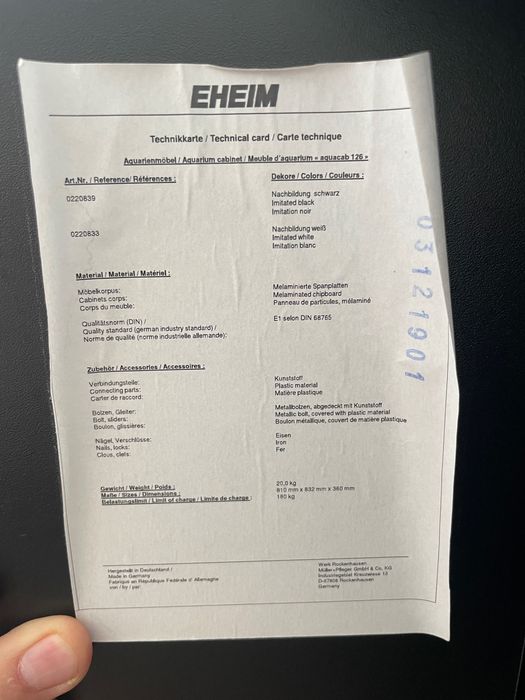 EHEIM
Technikkarte / Technical card / Carte technique
Aquarienmöbel / Aquarium cabinet / Meuble d'aquarium « aquacab 126 »
Art.Nr. / Reference/ Références :
Dekore / Colors / Couleurs :
0220839
Nachbildung schwarz
Imitated black
Imitation noir
0220833
Nachbildung weiß
Imitated white
Imitation blanc
03121901
Material / Material / Matériel :
Möbelkorpus:
Melaminierte Spanplatten
Cabinets corps:
Melaminated chipboard
Corps du meuble:
Panneau de particules, mélaminé
Qualitätsnorm (DIN) /
E1 selon DIN 68765
Quality standard (german industry standard) /
Norme de qualité (norme industrielle allemande):
Zubehör / Accessories / Accessoires :
Verbindungsteile:
Kunststoff
Connecting parts:
Plastic material
Carter de raccord:
Matière plastique
Bolzen, Gleiter:
Metallbolzen, abgedeckt mit Kunststoff
Bolt, sliders:
Metallic bolt, covered with plastic material
Boulon, glissières:
Boulon métallique, couvert de matière plastique
Nägel, Verschlüsse:
Eisen
Nails, locks:
Iron
Clous, clefs:
Fer
Gewicht / Weight / Poids :
20,0 kg
Maße / Sizes / Dimensions :
810 mm x 632 mm x 360 mm
Belastungslimit / Limit of charge / Limite de charge :
180 kg
Hergestellt in Deutschland /
Made in Germany
Fabriqué en République Fédérale d' Allemagne
von / by / par:
Werk Rockenhausen
Müller+Pfleger GmbH & Co. KG
Industriegebiet Kreuzwiese 13
D-67806 Rockenhausen
Germany